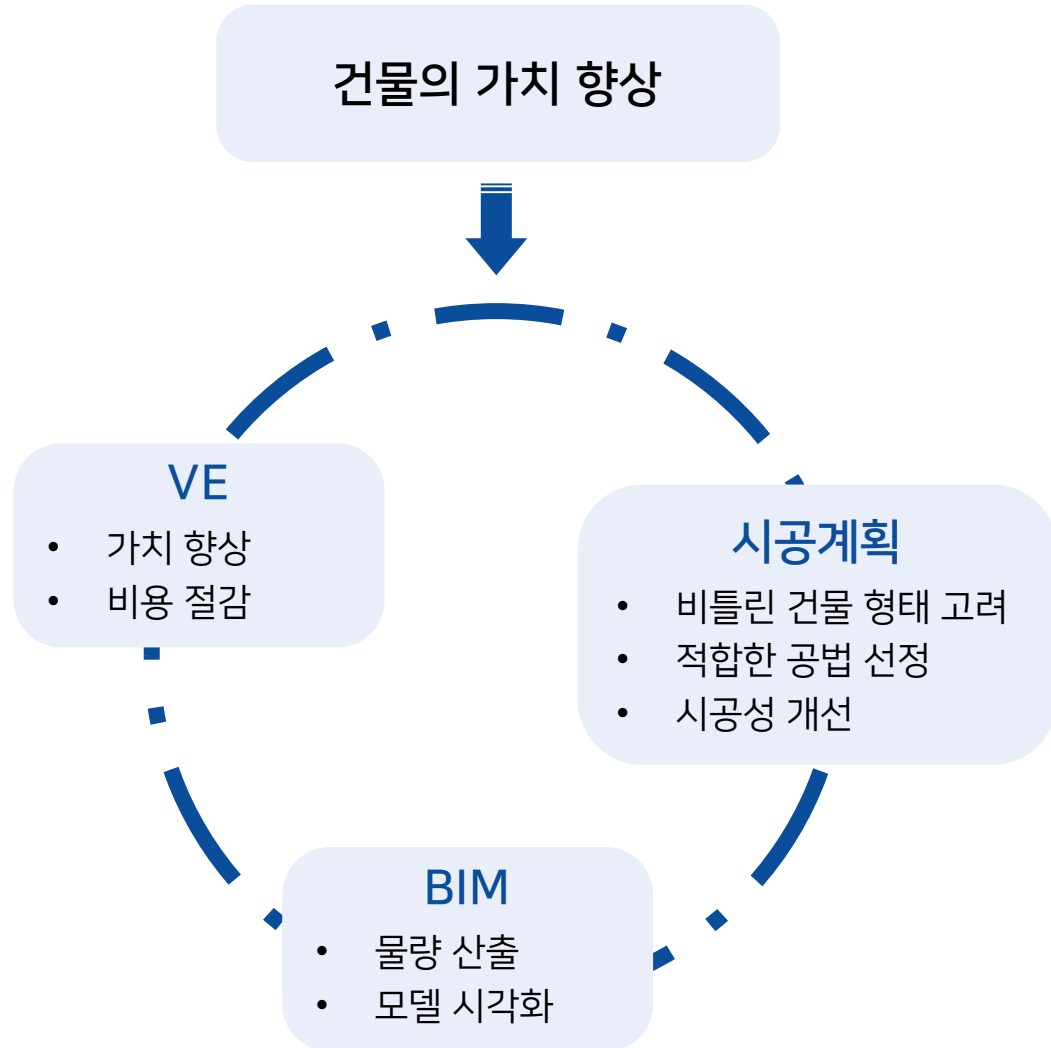 건물의 가치 향상
VE
• 가치 향상
• 비용 절감
시공계획
• 비틀린 건물 형태 고려
• 적합한 공법 선정
• 시공성 개선
BIM
• 물량 산출
• 모델 시각화